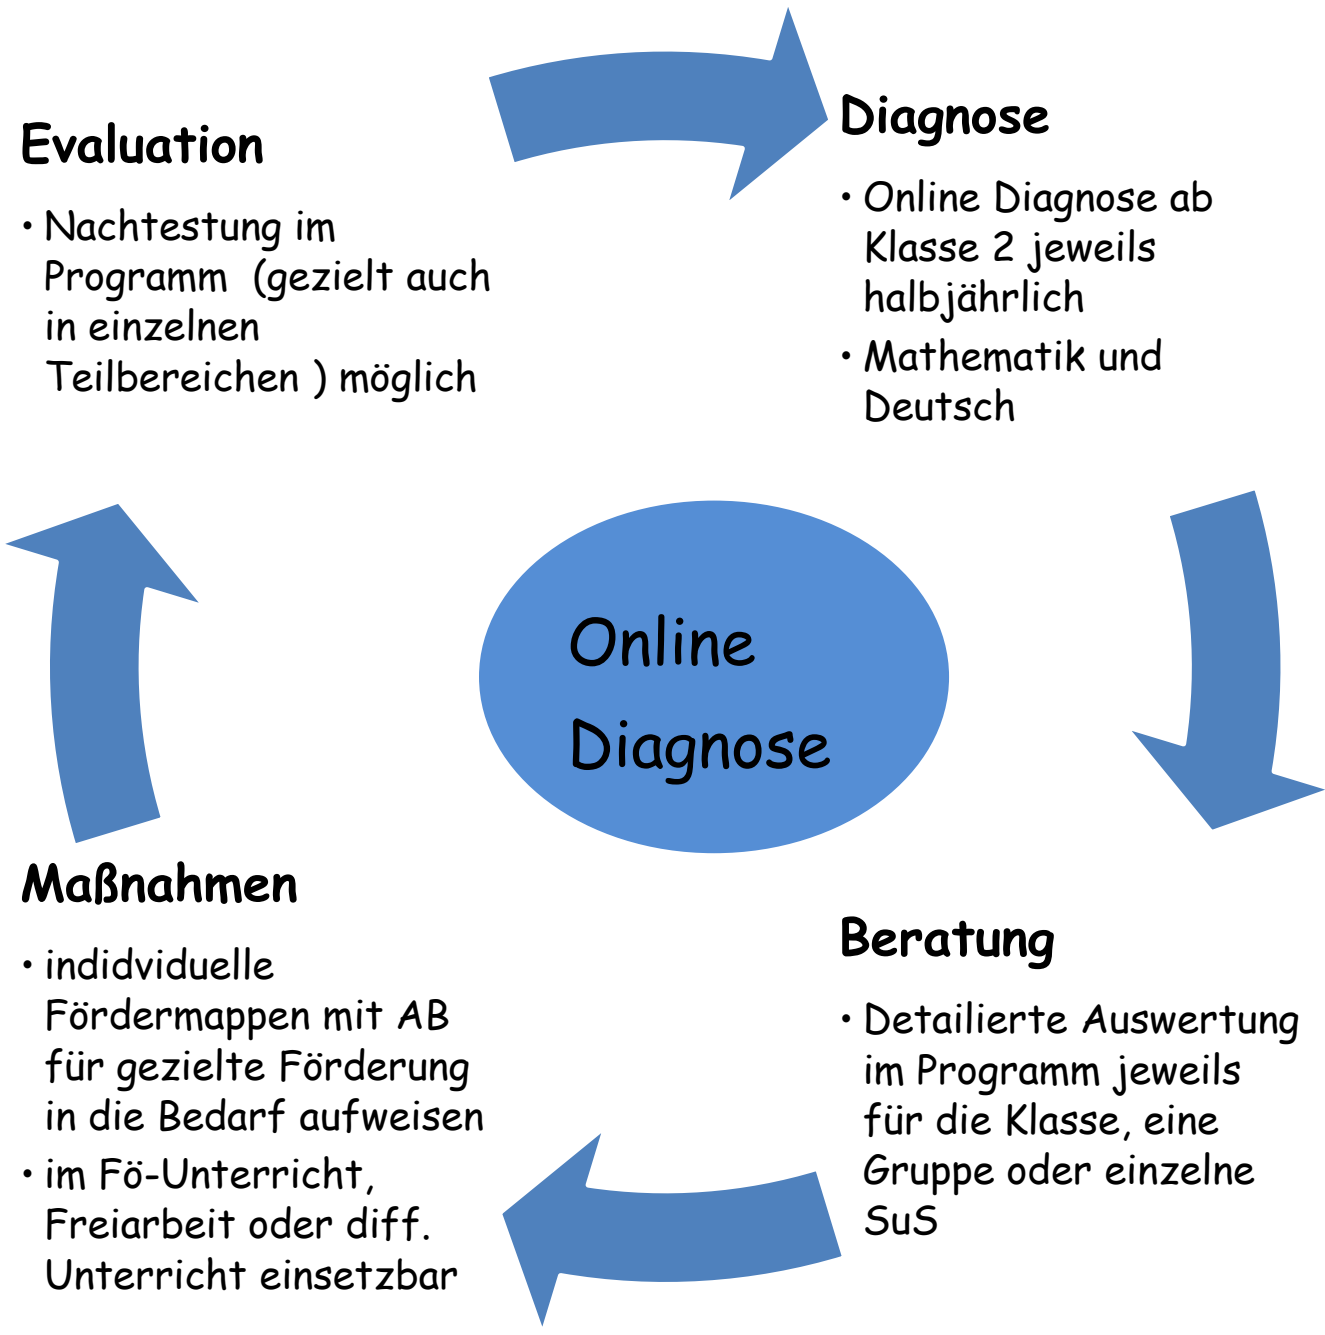 Evaluation
• Nachtestung im
Programm (gezielt auch
in einzelnen
Teilbereichen ) möglich
Diagnose
• Online Diagnose ab
Klasse 2 jeweils
halbjährlich
• Mathematik und
Deutsch
Online
Diagnose
Maßnahmen
• indidviduelle
Fördermappen mit AB
für gezielte Förderung
in die Bedarf aufweisen
• im Fö-Unterricht,
Freiarbeit oder diff.
Unterricht einsetzbar
Beratung
• Detailierte Auswertung
im Programm jeweils
für die Klasse, eine
Gruppe oder einzelne
SuS